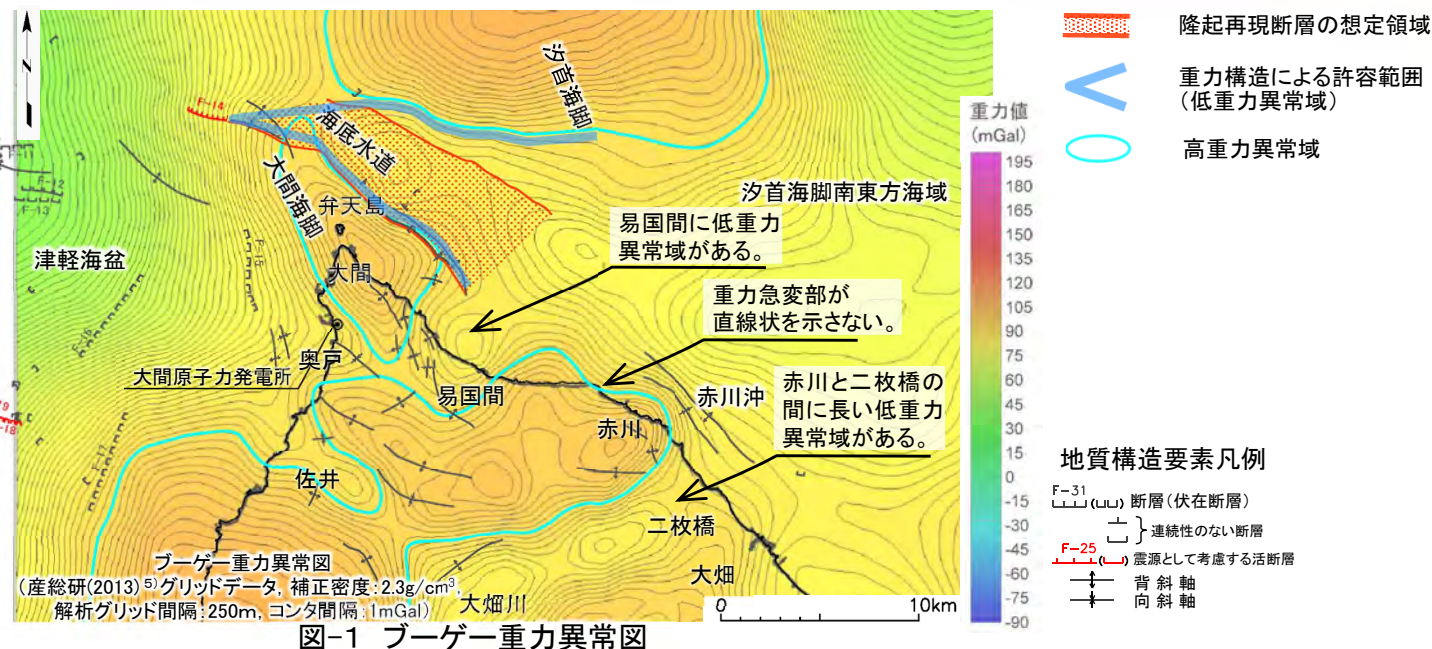 N
F-14
海底水道
汐首海脚
大間海脚
弁天島
汐首海脚南東方海域
F-11
F-12
F-13
F-15
津軽海盆
大間
易国間に低重力
異常域がある。
重力急変部が
直線状を示さない。
F-16
奥戸
大間原子力発電所
易国間
赤川沖
赤川
赤川と二枚橋の
間に長い低重力
異常域がある。
F-17
佐井
二枚橋
大畑
大畑川
ブーゲー重力異常図
(産総研(2013)5)グリッドデータ, 補正密度:2.3g/cm3,
解析グリッド間隔:250m, コンタ間隔:1mGal)
0 10km
重力値
(mGal)
195
180
165
150
135
120
105
90
75
60
45
30
15
0
-15
-30
-45
-60
-75
-90
隆起再現断層の想定領域
重力構造による許容範囲
(低重力異常域)
高重力異常域
地質構造要素凡例
F-31
断層(伏在断層)
連続性のない断層
F-25
震源として考慮する活断層
背斜軸
向斜軸
図-1 ブーゲー重力異常図